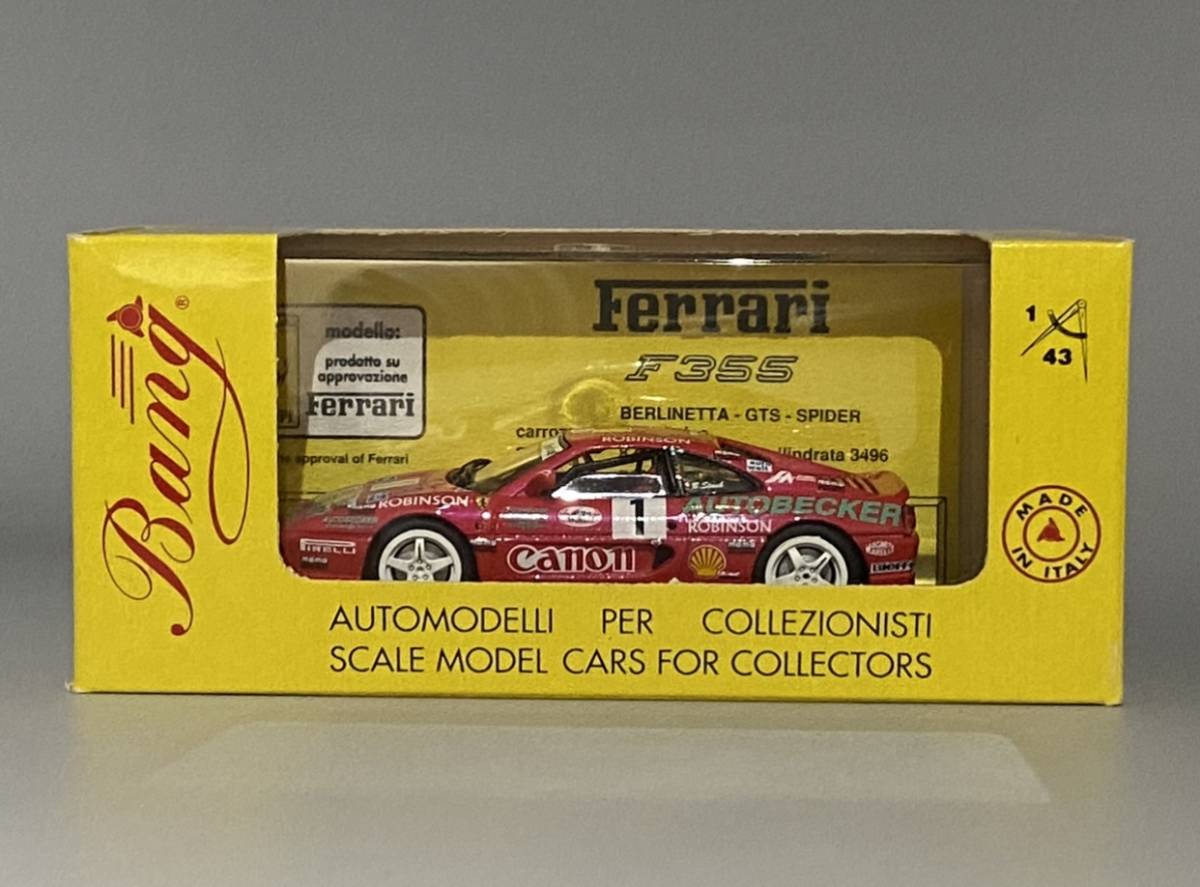 Bang®
modello:
prodotto su
approvazione
Ferrari
approval of Ferrari
Ferrari
F355
BERLINETTA - GTS - SPIDER
3496
1
43
MADE IN ITALY
ROBINSON
ROBINSON
1
AUTOBECKER
ROBINSON
PIRELLI
momo
Canon
AUTOMODELLI PER COLLEZIONISTI
SCALE MODEL CARS FOR COLLECTORS